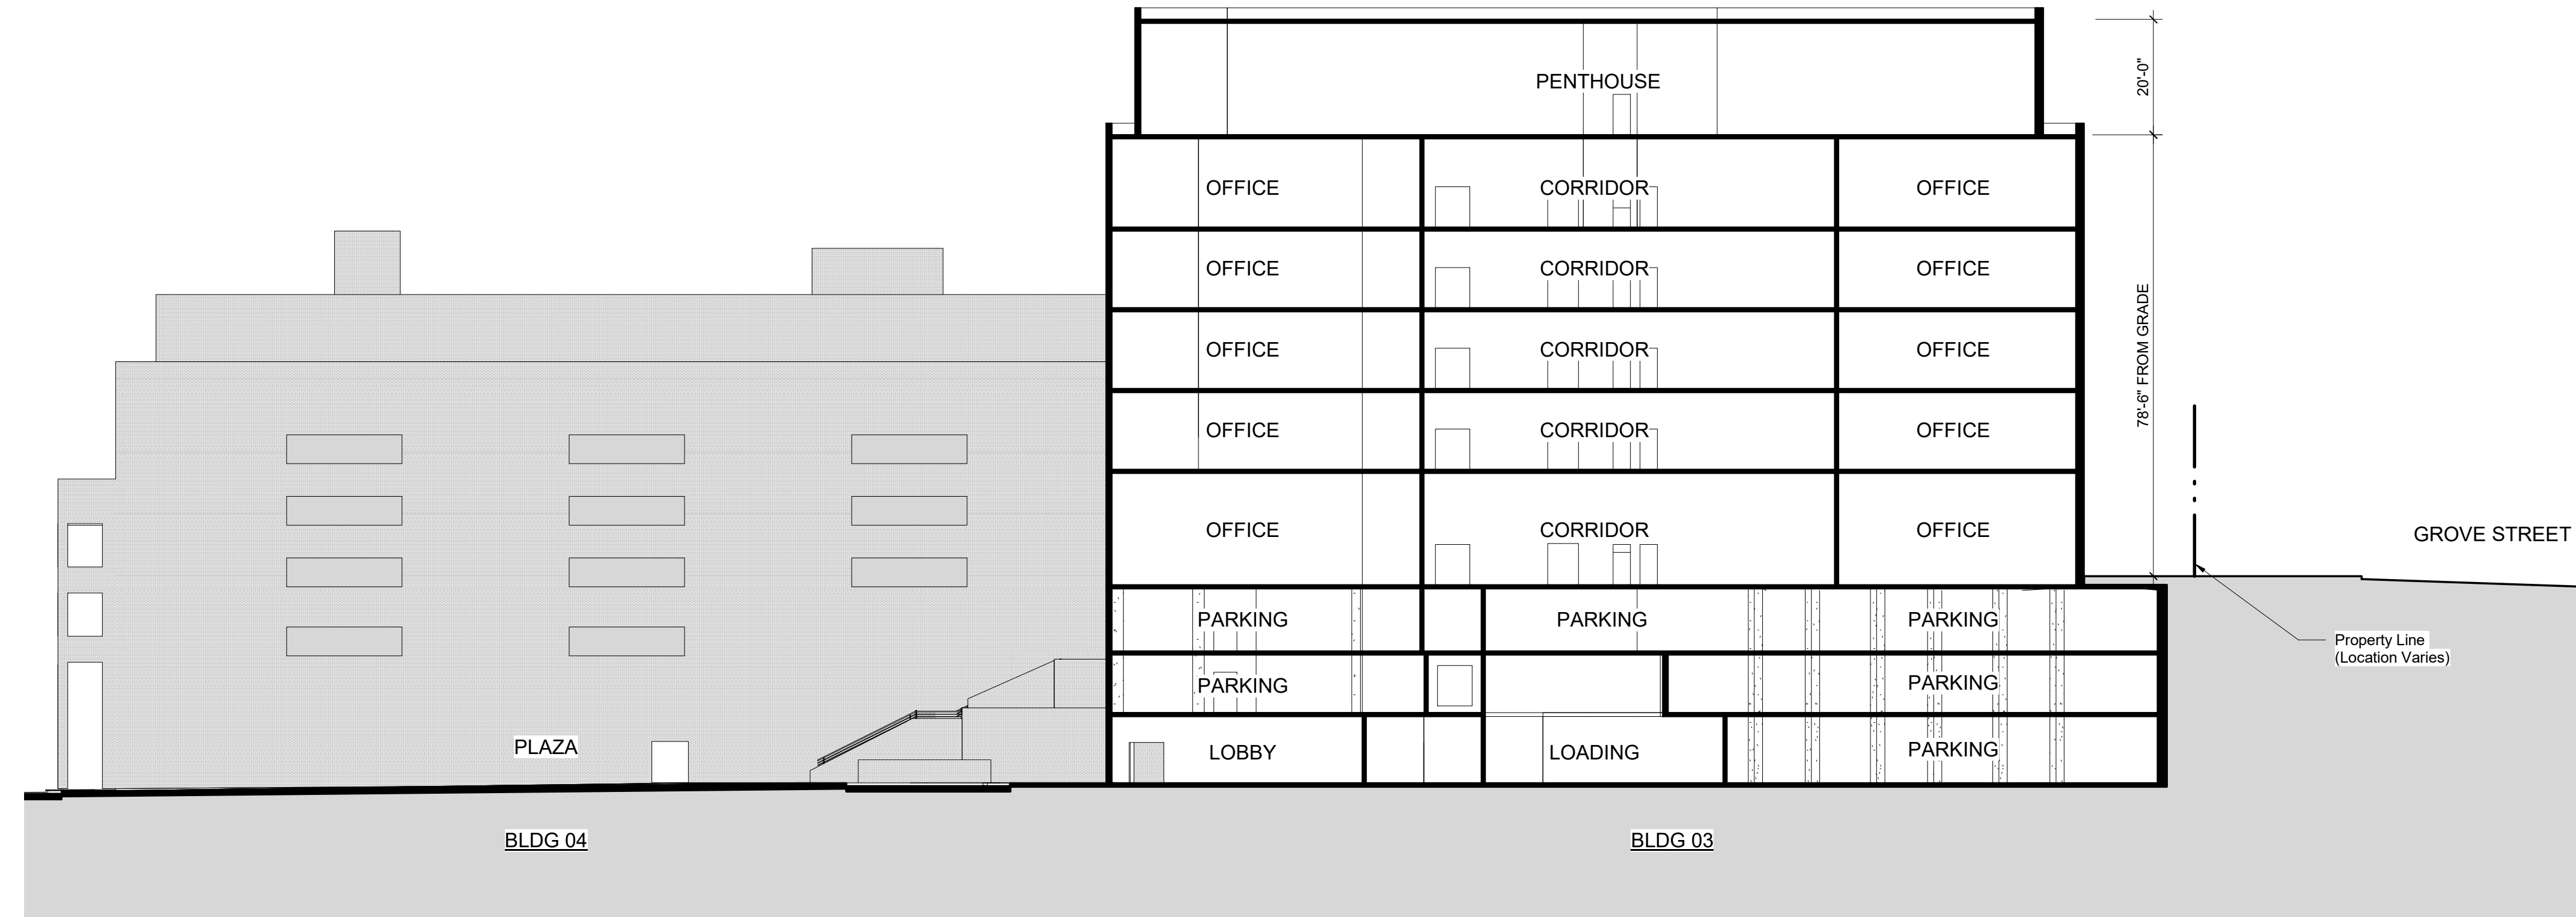 PENTHOUSE
20'-0"
OFFICE
CORRIDOR
OFFICE
OFFICE
CORRIDOR
OFFICE
OFFICE
CORRIDOR
OFFICE
78'-6" FROM GRADE
OFFICE
CORRIDOR
OFFICE
OFFICE
CORRIDOR
OFFICE
GROVE STREET
PARKING
PARKING
PARKING
Property Line
(Location Varies)
PARKING
PARKING
PLAZA
LOBBY
LOADING
PARKING
BLDG 04
BLDG 03